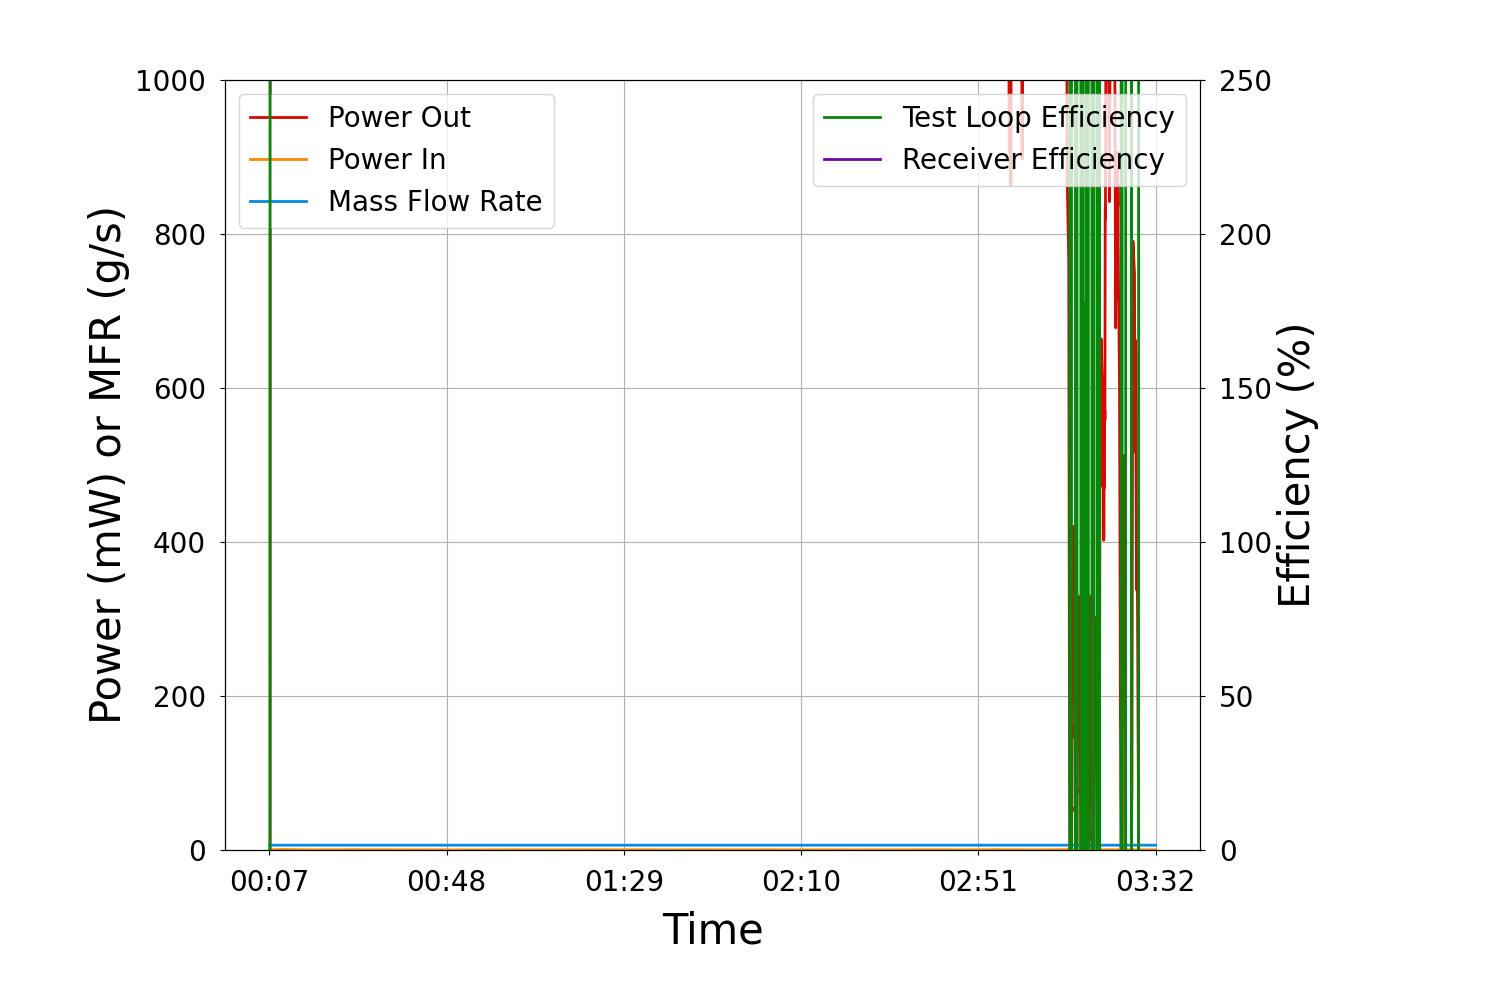 Power (mW) or MFR (g/s)
1000
800
600
400
200
0
Power Out
Power In
Mass Flow Rate
Test Loop Efficiency
Receiver Efficiency
250
200
150
100
50
0
Efficiency (%)
00:07
00:48
01:29
02:10
02:51
03:32
Time